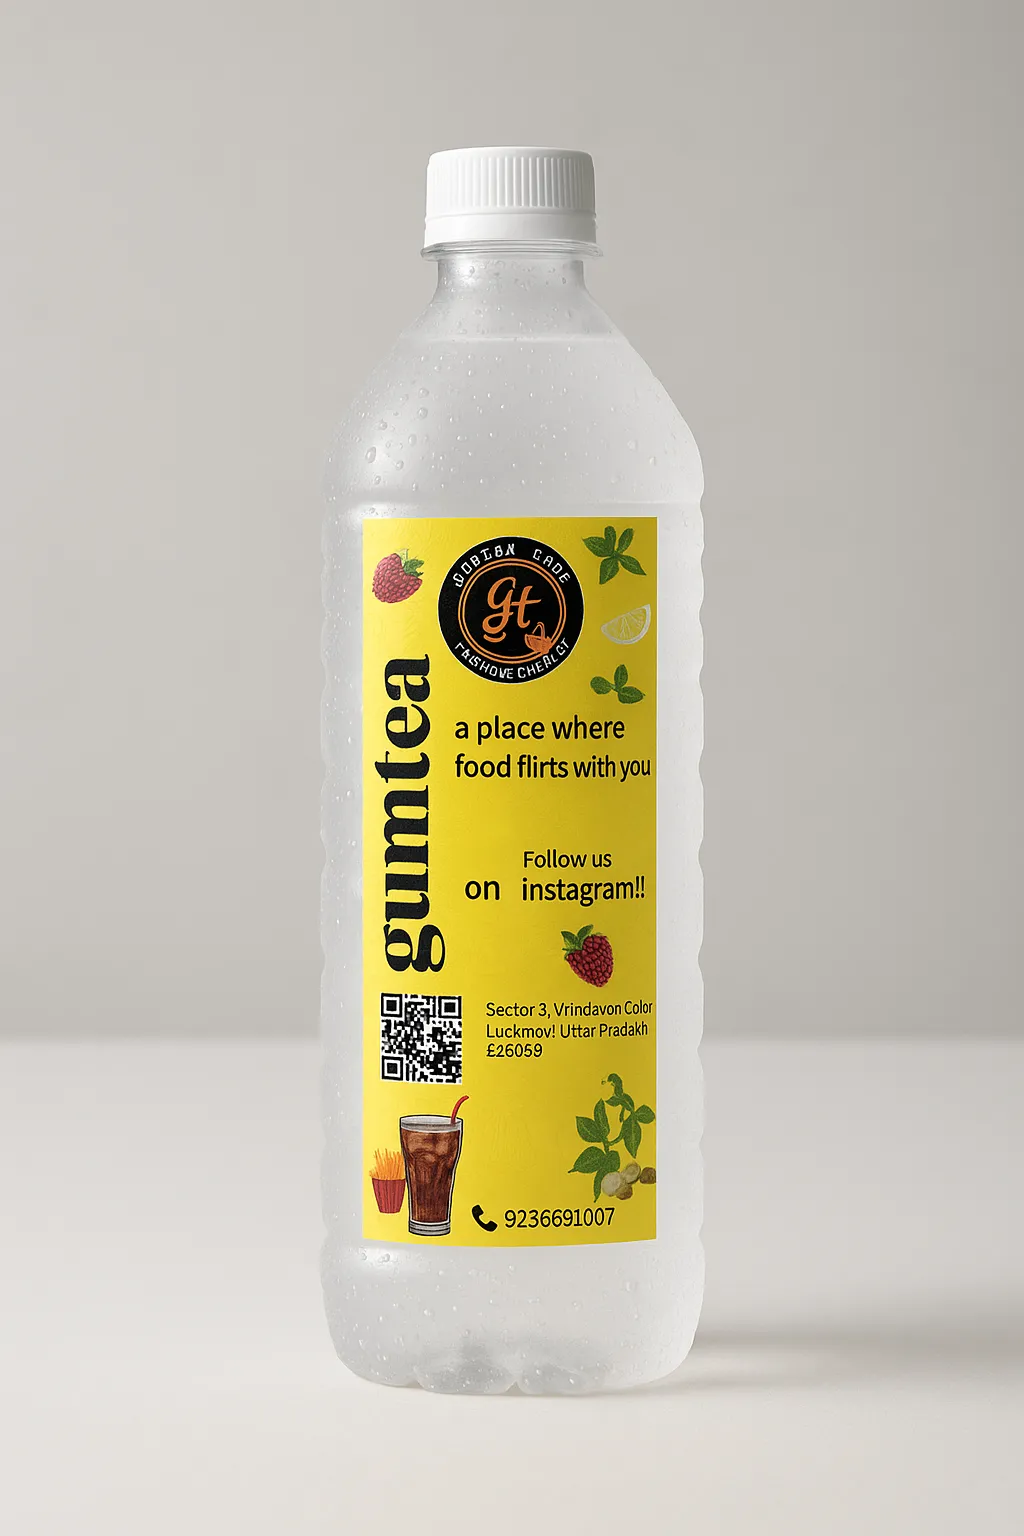 gt
gumtea
a place where
food flirts with you
Follow us
on instagram!!
Sector 3, Vrindavon Color
Luckmov! Uttar Pradakh
£26059
9236691007